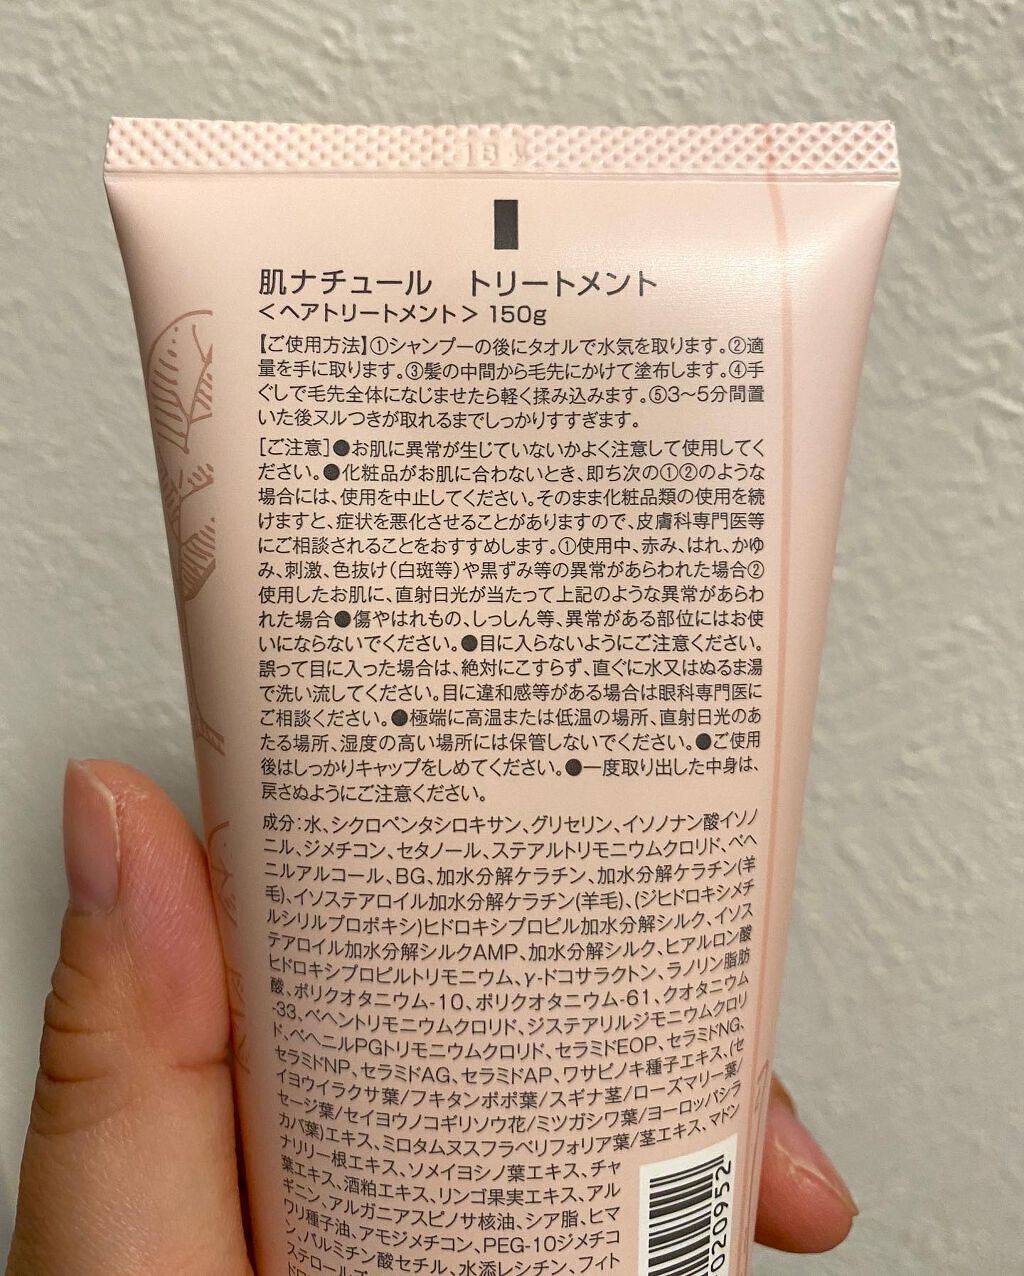 肌ナチュール　トリートメント
＜ヘアトリートメント＞ 150g
【ご使用方法】①シャンプーの後にタオルで水気を取ります。②適
量を手に取ります。③髪の中間から毛先にかけて塗布します。④手
ぐしで毛先全体になじませたら軽く揉み込みます。⑤3〜5分間置
いた後ヌルつきが取れるまでしっかりすすぎます。
[ご注意]●お肌に異常が生じていないかよく注意して使用してく
ださい。●化粧品がお肌に合わないとき、即ち次の①②のような
場合には、使用を中止してください。そのまま化粧品類の使用を続
けますと、症状を悪化させることがありますので、皮膚科専門医等
にご相談されることをおすすめします。①使用中、赤み、はれ、かゆ
み、刺激、色抜け（白斑等）や黒ずみ等の異常があらわれた場合②
使用したお肌に、直射日光が当たって上記のような異常があらわ
れた場合●傷やはれもの、しっしん等、異常がある部位にはお使
いにならないでください。●目に入らないようにご注意ください。
誤って目に入った場合は、絶対にこすらず、直ぐに水又はぬるま湯
で洗い流してください。目に違和感等がある場合は眼科専門医に
ご相談ください。●極端に高温または低温の場所、直射日光のあ
たる場所、湿度の高い場所には保管しないでください。●ご使用
後はしっかりキャップをしめてください。●一度取り出した中身は、
戻さぬようにご注意ください。
成分：水、シクロペンタシロキサン、グリセリン、イソノナン酸イソノ
ニル、ジメチコン、セタノール、ステアルトリモニウムクロリド、ベヘ
ニルアルコール、BG、加水分解ケラチン、加水分解ケラチン(羊
毛)、イソステアロイル加水分解ケラチン(羊毛)、(ジヒドロキシメチ
ルシリルプロポキシ)ヒドロキシプロピル加水分解シルク、イソス
テアロイル加水分解シルクAMP、加水分解シルク、ヒアルロン酸
ヒドロキシプロピルトリモニウム、γ-ドコサラクトン、ラノリン脂肪
酸、ポリクオタニウム-10、ポリクオタニウム-61、クオタニウム
-33、ベヘントリモニウムクロリド、ジステアリルジモニウムクロリ
ド、ベヘニルPGトリモニウムクロリド、セラミドEOP、セラミドNG、
セラミドNP、セラミドAG、セラミドAP、ワサビノキ種子エキス、(セ
イヨウイラクサ葉/フキタンポポ葉/スギナ茎/ローズマリー葉/
セージ葉/セイヨウノコギリソウ花/ミツガシワ葉/ヨーロッパシラ
カバ葉)エキス、ミロタムヌスフラベリフォリア葉/茎エキス、マドン
ナリリー根エキス、ソメイヨシノ葉エキス、チャ
葉エキス、酒粕エキス、リンゴ果実エキス、アル
ギニン、アルガニアスピノサ核油、シア脂、ヒマ
ワリ種子油、アモジメチコン、PEG-10ジメチコ
ン、パルミチン酸セチル、水添レシチン、フィト
ステロールズ
020952